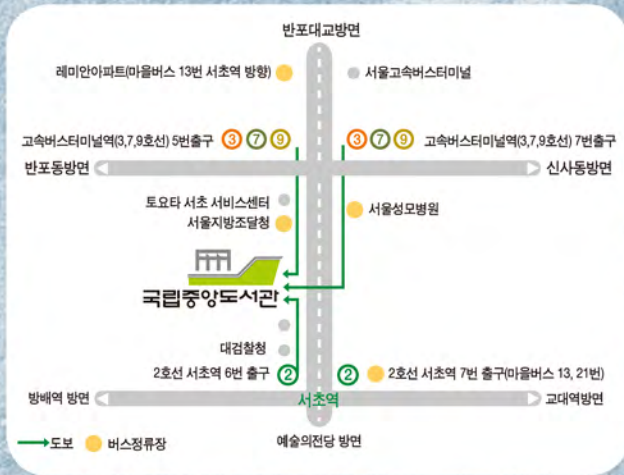 반포대교방면
레미안아파트(마을버스 13번 서초역 방향)
서울고속버스터미널
고속버스터미널역(3,7,9호선) 5번출구 3 7 9
3 7 9 고속버스터미널역(3,7,9호선) 7번출구
반포동방면
신사동방면
토요타 서초 서비스센터
서울지방조달청
서울성모병원
국립중앙도서관
대검찰청
2호선 서초역 6번 출구 2
2 2호선 서초역 7번 출구(마을버스 13, 21번)
방배역 방면
서초역
교대역방면
예술의전당 방면
도보 버스정류장